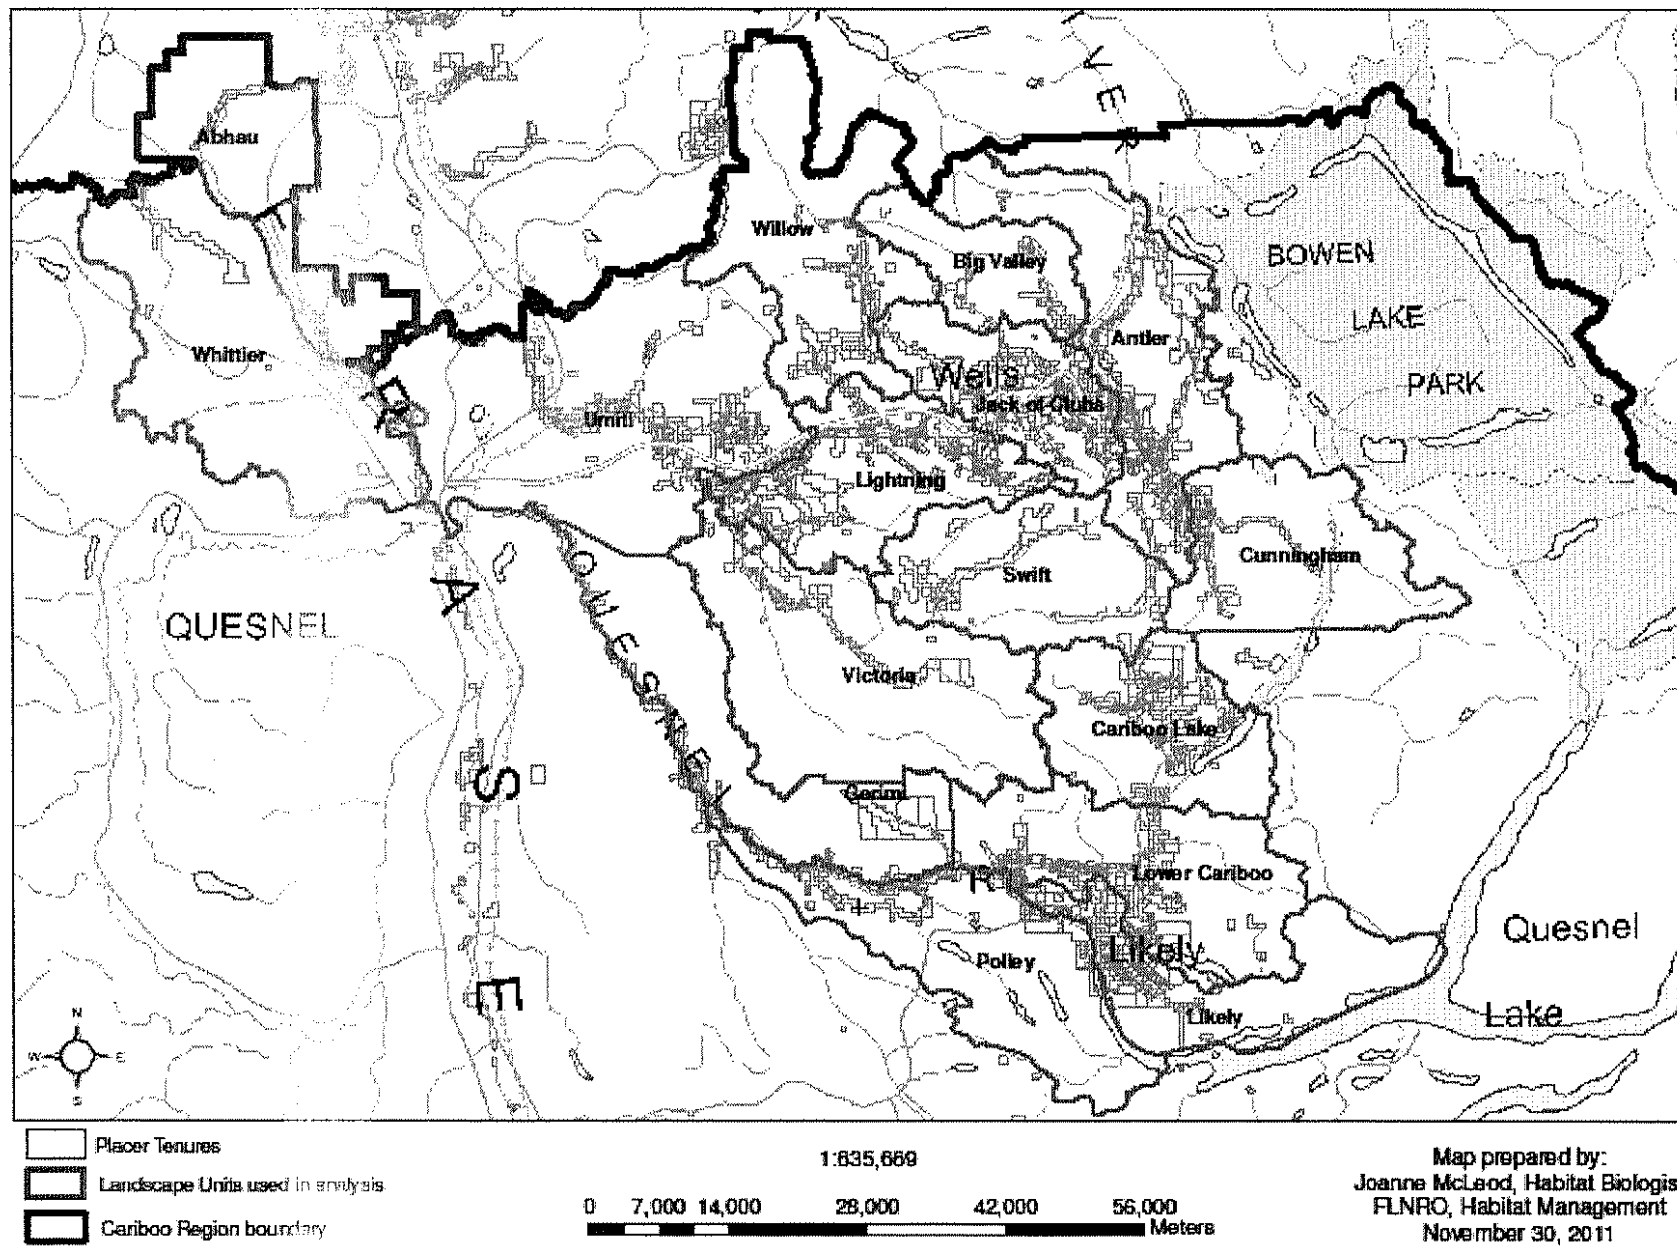 V
E
R
Abhau
Willow
Big Valley
BOWEN
LAKE
PARK
Whittier
Antler
Wells
Jack of Clubs
R
Umiti
Lightning
Cunningham
Swift
QUESNEL
A
QUESNEL
Victoria
Cariboo Lake
S
Gerimi
R
Lower Cariboo
Likely
Polley
Quesnel
Lake
E
Likely
N
W
E
S
Placer Tenures
Landscape Units used in analysis
Cariboo Region boundary
1:635,669
0 7,000 14,000 28,000 42,000 56,000
Meters
Map prepared by:
Joanne McLeod, Habitat Biologis
FLNRO, Habitat Management
November 30, 2011